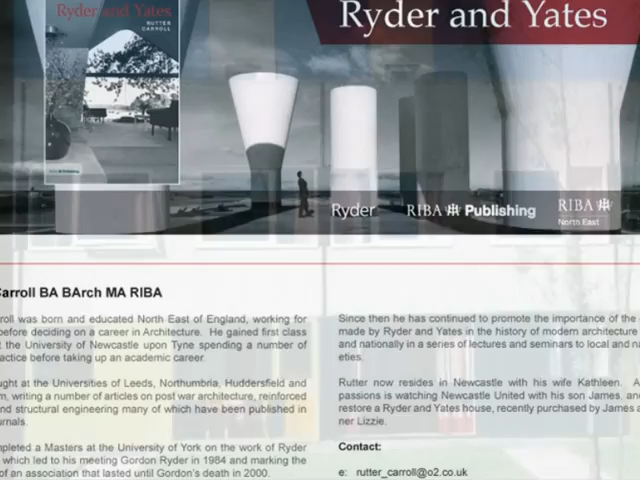 Ryder and Yates
RUTTER
CARROLL
Ryder and Yates
Ryder
RIBA Publishing
RIBA
North East
Carroll BA BArch MA RIBA
roll was born and educated North East of England, working for
before deciding on a career in Architecture. He gained first class
t the University of Newcastle upon Tyne spending a number of
actice before taking up an academic career.
ught at the Universities of Leeds, Northumbria, Huddersfield and
m, writing a number of articles on post war architecture, reinforced
nd structural engineering many of which have been published in
urnals.
mpleted a Masters at the University of York on the work of Ryder
which led to his meeting Gordon Ryder in 1984 and marking the
of an association that lasted until Gordon's death in 2000.
Since then he has continued to promote the importance of the
made by Ryder and Yates in the history of modern architecture
and nationally in a series of lectures and seminars to local and na
eties.
Rutter now resides in Newcastle with his wife Kathleen. A
passions is watching Newcastle United with his son James, and
restore a Ryder and Yates house, recently purchased by James a
ner Lizzie.
Contact:
e: rutter_carroll@o2.co.uk